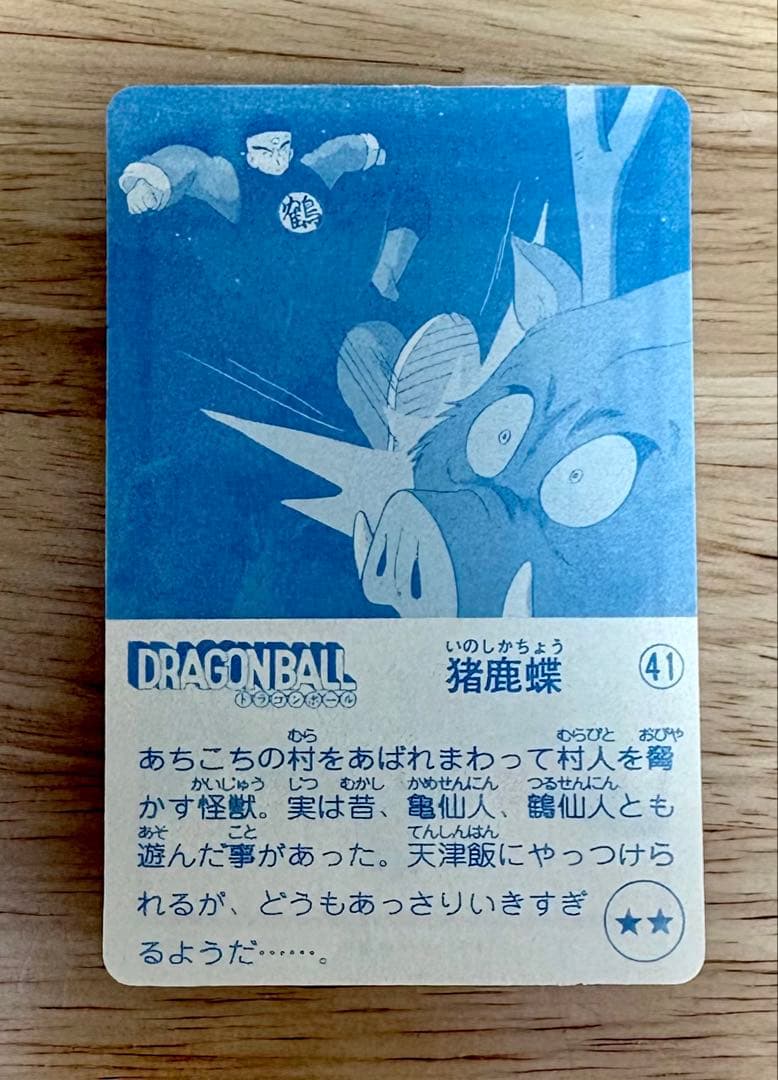 鶴
DRAGONBALL
ドラゴンボール
いのしかちょう
猪鹿蝶
41
むら むらびと おびや
あちこちの村をあばれまわって村人を脅
かいじゅう じつ むかし かめせんにん つるせんにん
かす怪獣。実は昔、亀仙人、鶴仙人とも
あそ こと てんしんはん
遊んだ事があった。天津飯にやっつけら
れるが、どうもあっさりいきすぎ
るようだ……。
★★